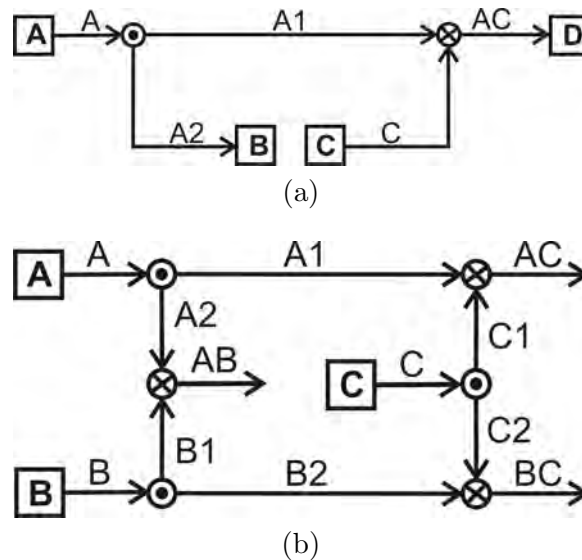 A A A1 AC D
A2 B C C
(a)
A A A1 AC
A2 C1
AB C C
B1 C2
B B B2 BC
(b)